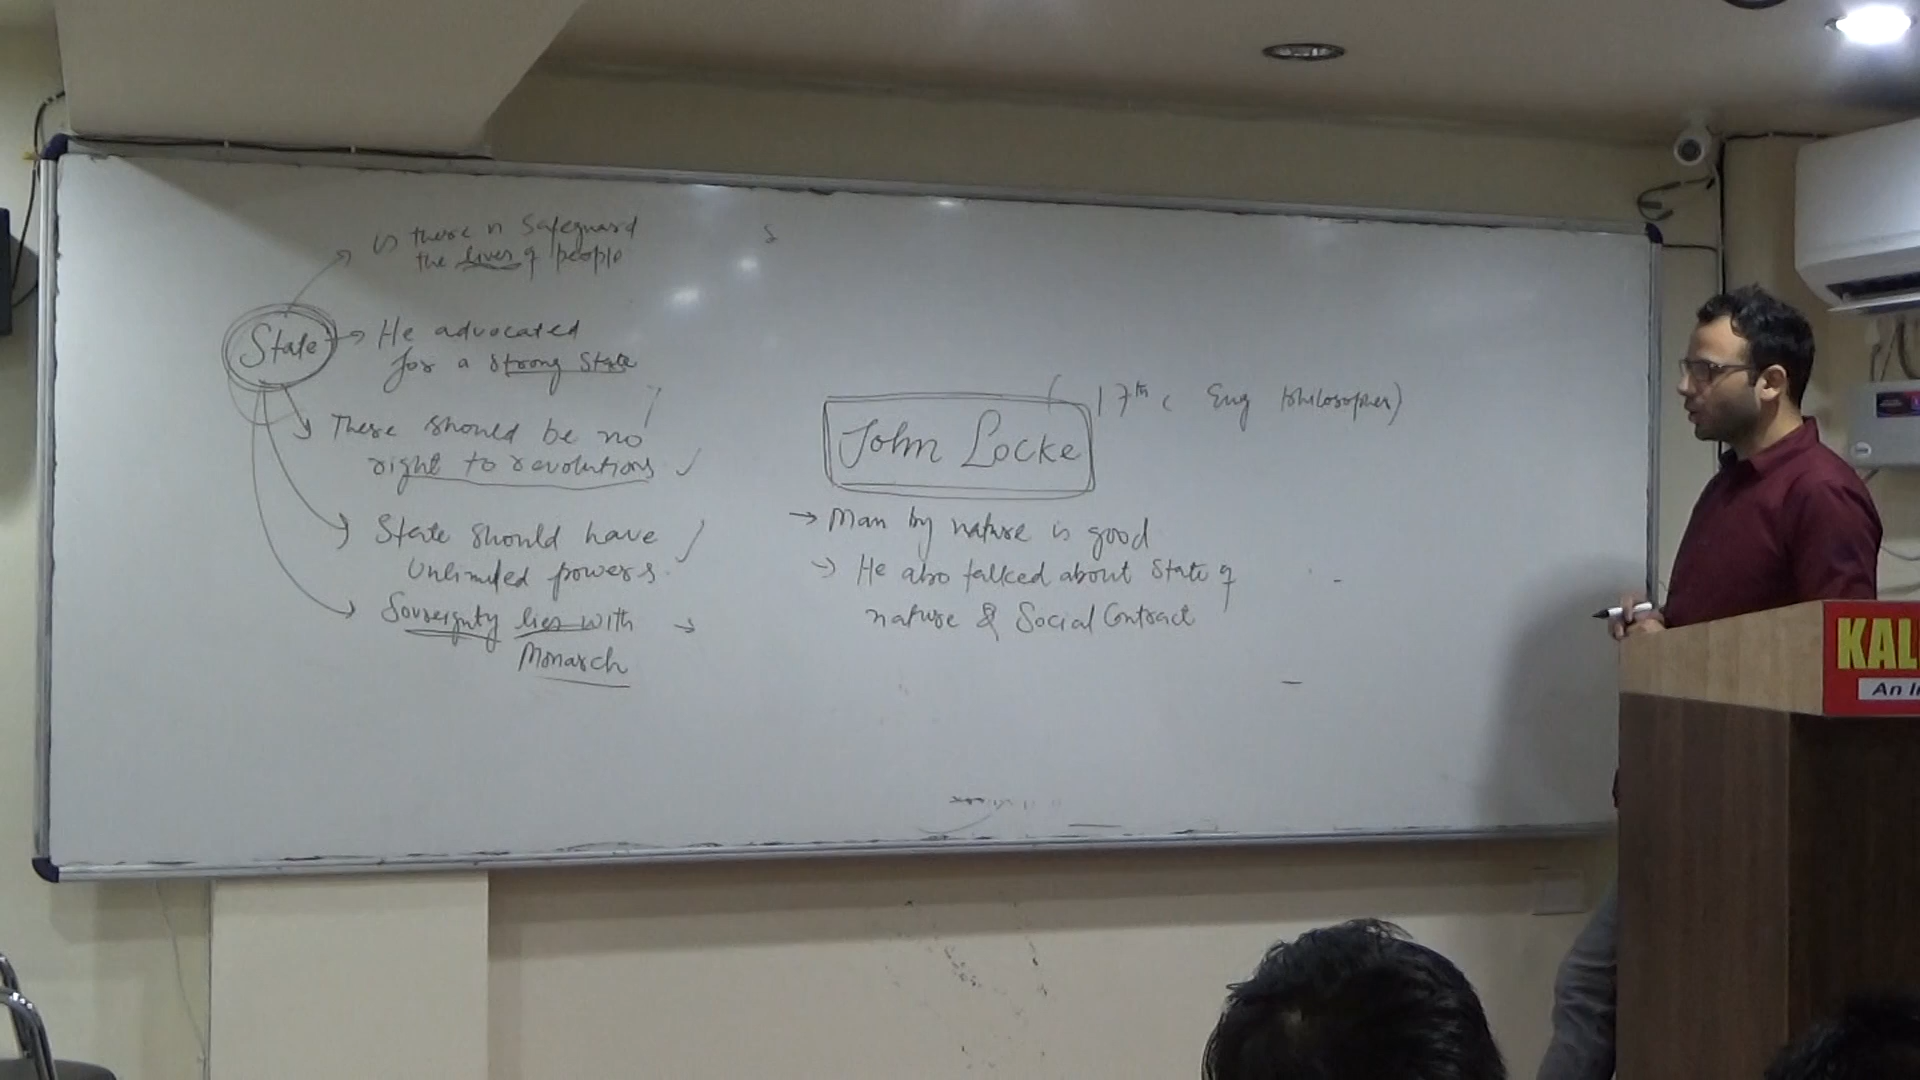 is there to Safeguard
the lives of people
State
→ He advocated
for a strong State
There should be no
right to revolutions ✓
State should have
Unlimited powers.
Sovereignty lies with →
Monarch
(17th c Eng philosopher)
John Locke
→ Man by nature is good
→ He also talked about State of
nature & Social Contract
KAL
An I